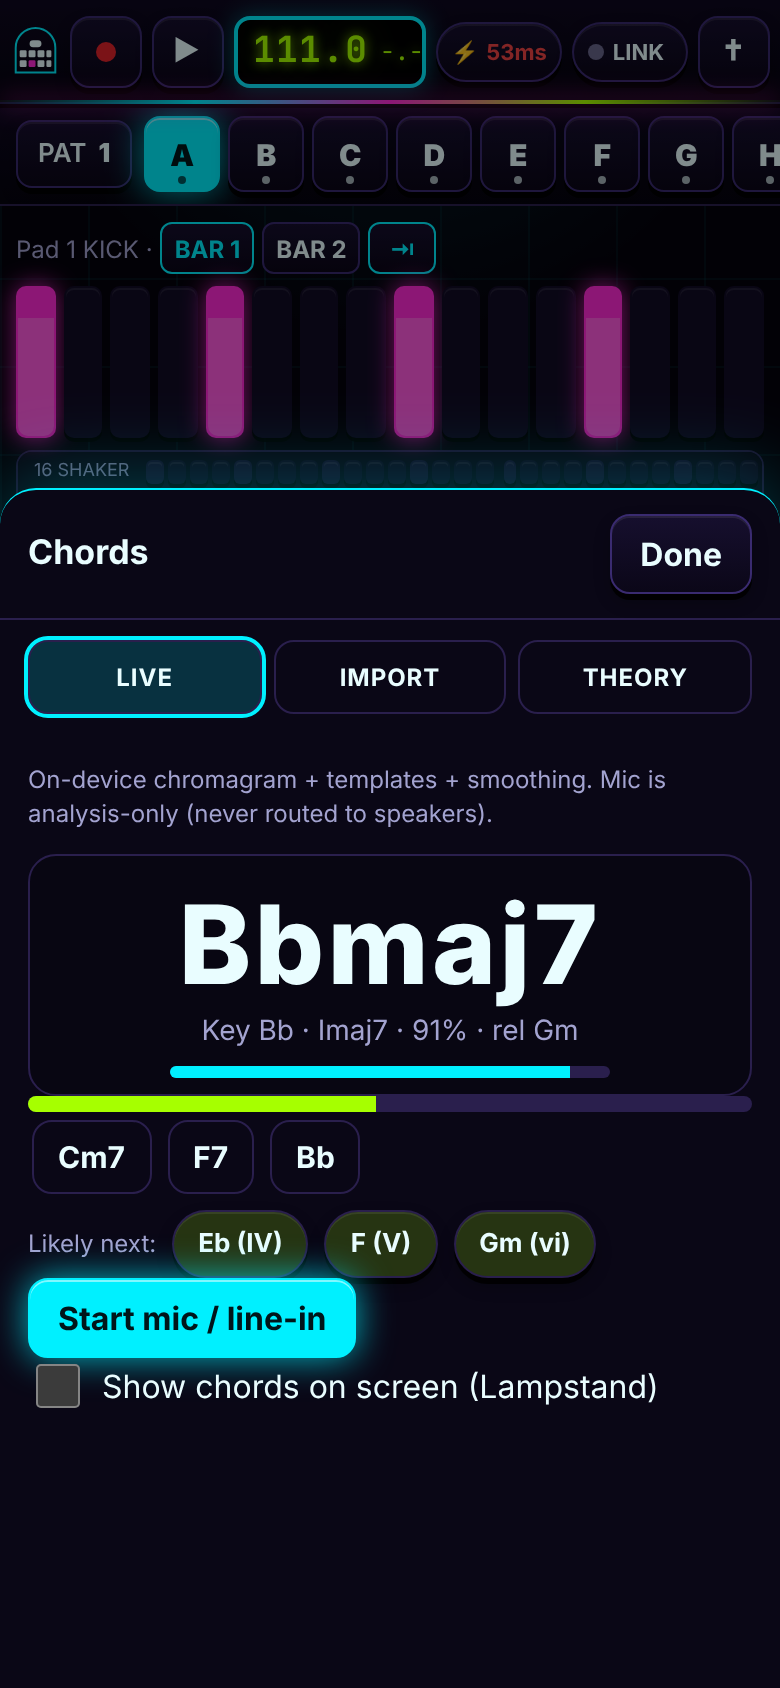 111.0 -.-
⚡ 53ms
LINK
✝
PAT 1
A B C D E F G H
Pad 1 KICK · BAR 1 BAR 2 ⇥
16 SHAKER
Chords
Done
LIVE IMPORT THEORY
On-device chromagram + templates + smoothing. Mic is
analysis-only (never routed to speakers).
Bbmaj7
Key Bb · Imaj7 · 91% · rel Gm
Cm7 F7 Bb
Likely next: Eb (IV) F (V) Gm (vi)
Start mic / line-in
Show chords on screen (Lampstand)